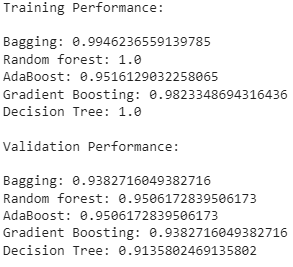 Training Performance:
Bagging: 0.9946236559139785
Random forest: 1.0
AdaBoost: 0.9516129032258065
Gradient Boosting: 0.9823348694316436
Decision Tree: 1.0
Validation Performance:
Bagging: 0.9382716049382716
Random forest: 0.9506172839506173
AdaBoost: 0.9506172839506173
Gradient Boosting: 0.9382716049382716
Decision Tree: 0.9135802469135802